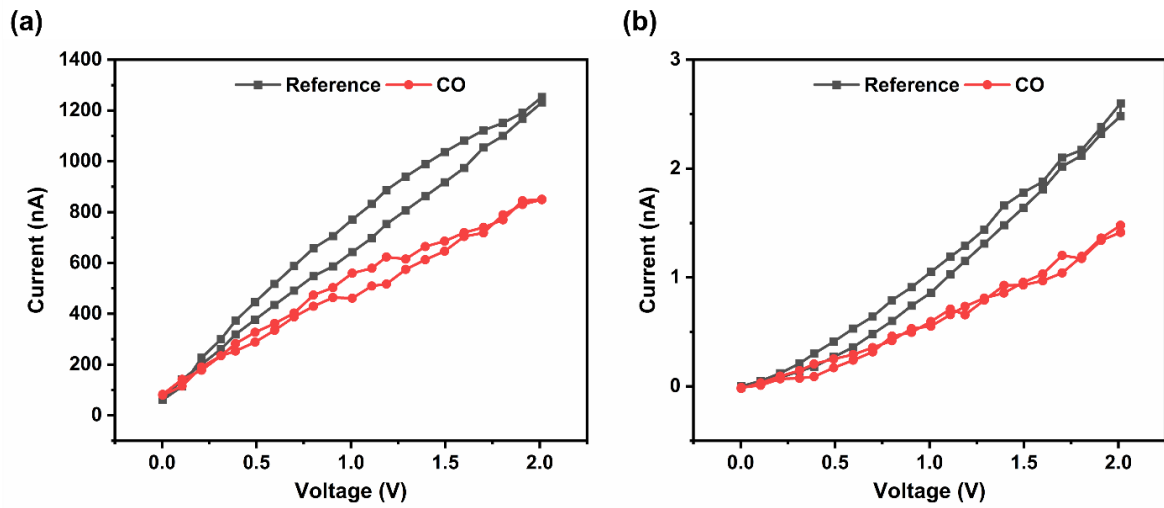 (a)
1400
1200
1000
800
600
400
200
0
Current (nA)
Reference
CO
0.0 0.5 1.0 1.5 2.0
Voltage (V)
(b)
3
2
1
0
Current (nA)
Reference
CO
0.0 0.5 1.0 1.5 2.0
Voltage (V)